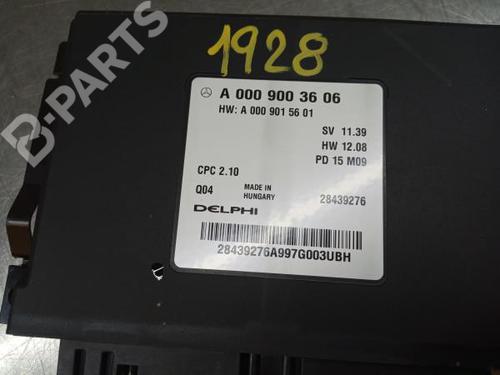 B-PARTS
1928
A 000 900 36 06
HW: A 000 901 56 01
SV 11.39
HW 12.08
PD 15 M09
CPC 2.10
Q04
MADE IN
HUNGARY
28439276
DELPHI
28439276A997G003UBH